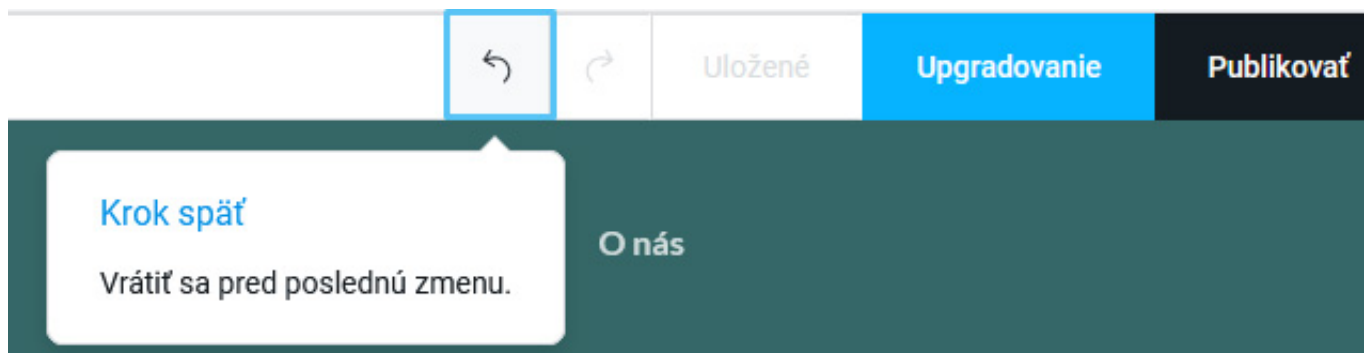 Uložené
Upgradovanie
Publikovať
Krok späť
Vrátiť sa pred poslednú zmenu.
O nás